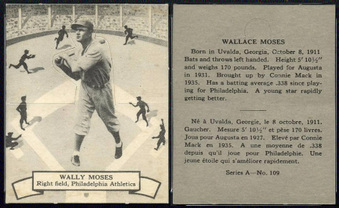 WALLY MOSES
Right field, Philadelphia Athletics
WALLACE MOSES
Born in Uvalda, Georgia, October 8, 1911
Bats and throws left handed. Height 5' 10½"
and weighs 170 pounds. Played for Augusta
in 1931. Brought up by Connie Mack in
1935. Has a batting average .338 since play-
ing for Philadelphia. A young star rapidly
getting better.
Né à Uvalda, Georgie, le 8 octobre, 1911.
Gaucher. Mesure 5' 10½" et pèse 170 livres.
Joua pour Augusta en 1927. Elevé par Connie
Mack en 1935. A une moyenne de .338
depuis qu'il joue pour Philadelphie. Une
jeune étoile qui s'améliore rapidement.
Series A—No. 109